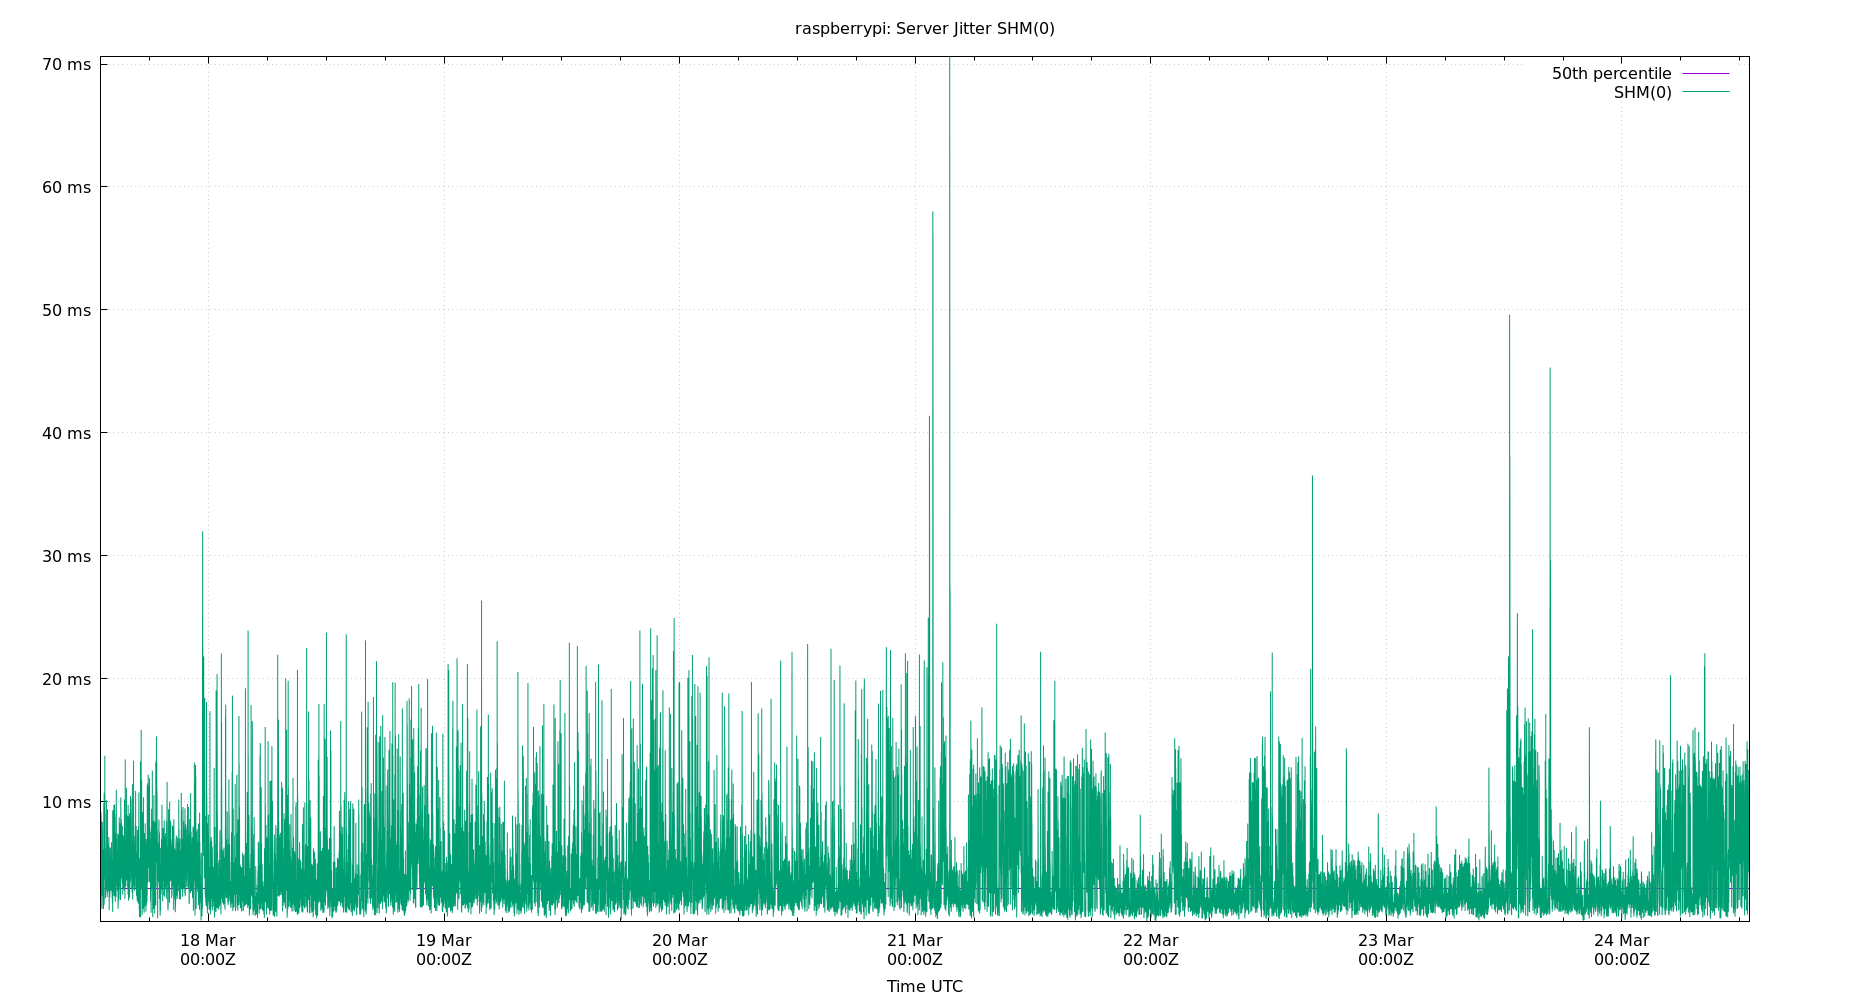 raspberrypi: Server Jitter SHM(0)
70 ms
60 ms
50 ms
40 ms
30 ms
20 ms
10 ms
50th percentile
SHM(0)
18 Mar 19 Mar 20 Mar 21 Mar 22 Mar 23 Mar 24 Mar
00:00Z 00:00Z 00:00Z 00:00Z 00:00Z 00:00Z 00:00Z
Time UTC